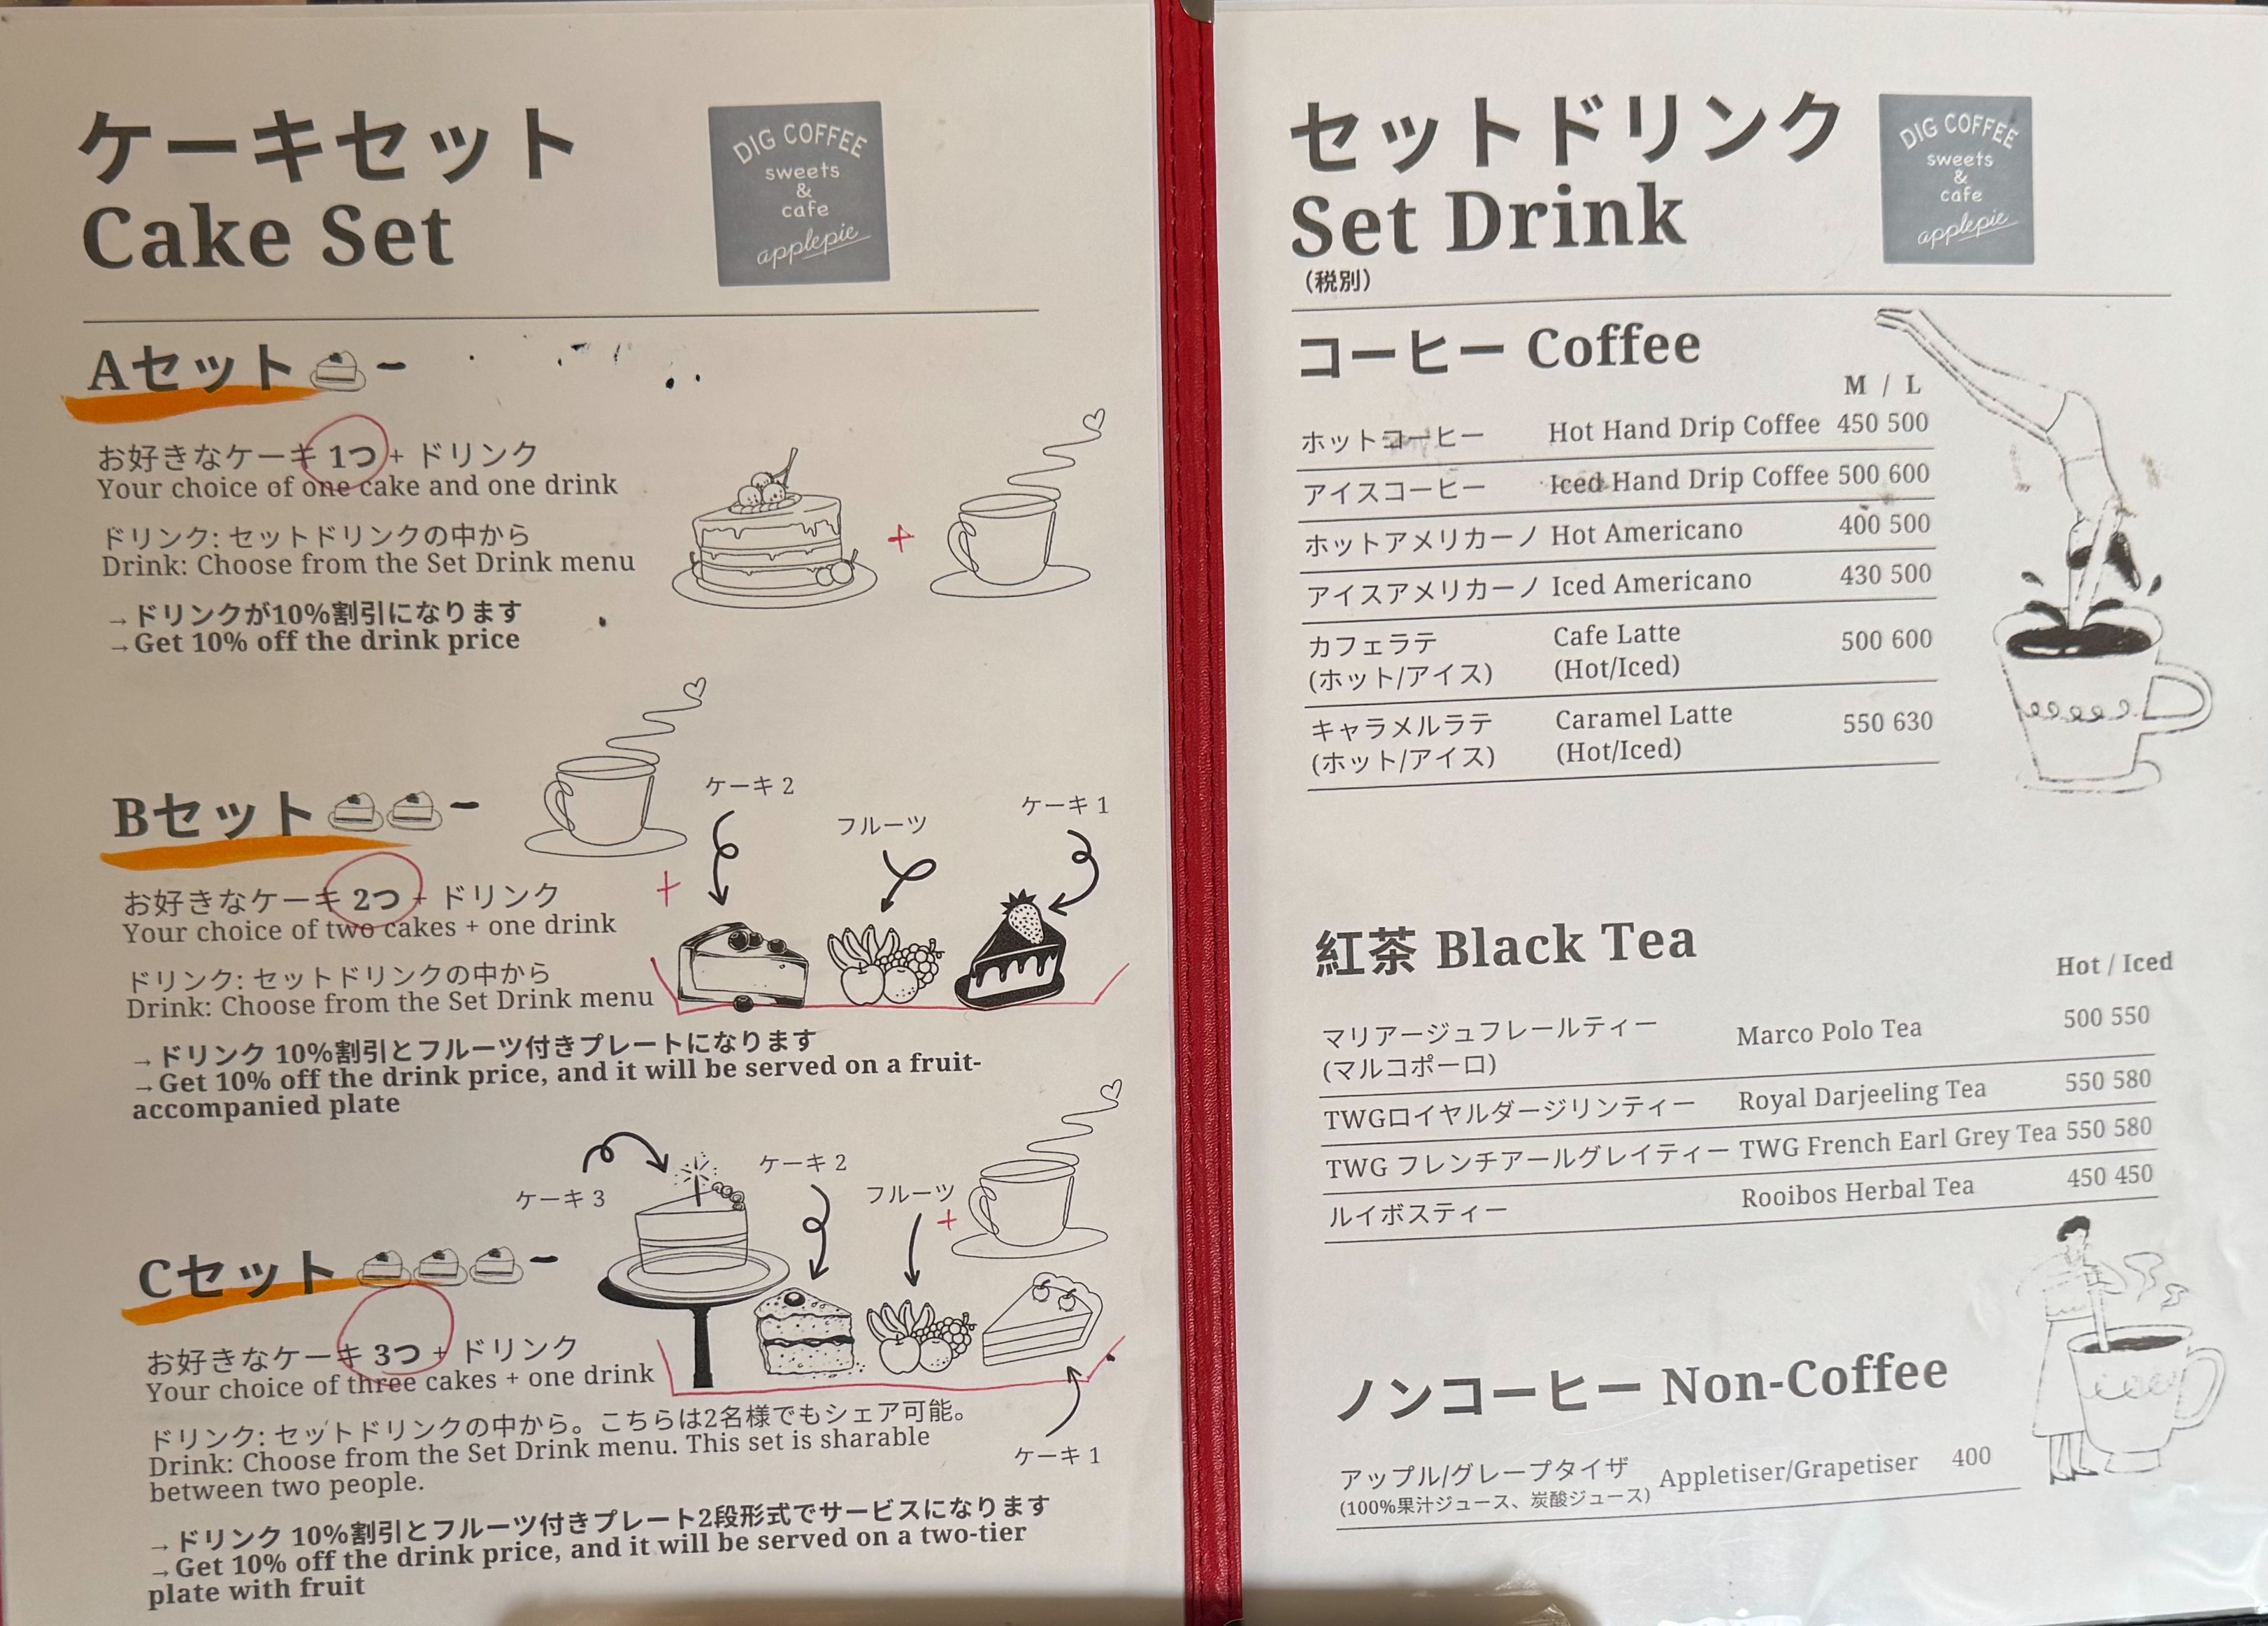 ケーキセット
Cake Set
DIG COFFEE
sweets
&
cafe
applepie
Aセット
お好きなケーキ 1つ + ドリンク
Your choice of one cake and one drink
ドリンク: セットドリンクの中から
Drink: Choose from the Set Drink menu
→ドリンクが10%割引になります
→Get 10% off the drink price
+
Bセット
ケーキ 2
フルーツ
ケーキ 1
お好きなケーキ 2つ + ドリンク
Your choice of two cakes + one drink
ドリンク: セットドリンクの中から
Drink: Choose from the Set Drink menu
+
→ドリンク 10%割引とフルーツ付きプレートになります
→Get 10% off the drink price, and it will be served on a fruit-
accompanied plate
ケーキ 3
ケーキ 2
フルーツ
+
Cセット
お好きなケーキ 3つ + ドリンク
Your choice of three cakes + one drink
ドリンク: セットドリンクの中から。こちらは2名様でもシェア可能。
Drink: Choose from the Set Drink menu. This set is sharable
between two people.
ケーキ 1
→ドリンク 10%割引とフルーツ付きプレート2段形式でサービスになります
→Get 10% off the drink price, and it will be served on a two-tier
plate with fruit
セットドリンク
Set Drink
(税別)
DIG COFFEE
sweets
&
cafe
applepie
コーヒー Coffee
M / L
ホットコーヒー Hot Hand Drip Coffee 450 500
アイスコーヒー Iced Hand Drip Coffee 500 600
ホットアメリカーノ Hot Americano 400 500
アイスアメリカーノ Iced Americano 430 500
カフェラテ Cafe Latte 500 600
(ホット/アイス) (Hot/Iced)
キャラメルラテ Caramel Latte 550 630
(ホット/アイス) (Hot/Iced)
紅茶 Black Tea
Hot / Iced
マリアージュフレールティー Marco Polo Tea 500 550
(マルコポーロ)
TWGロイヤルダージリンティー Royal Darjeeling Tea 550 580
TWG フレンチアールグレイティー TWG French Earl Grey Tea 550 580
ルイボスティー Rooibos Herbal Tea 450 450
ノンコーヒー Non-Coffee
アップル/グレープタイザ Appletiser/Grapetiser 400
(100%果汁ジュース、炭酸ジュース)